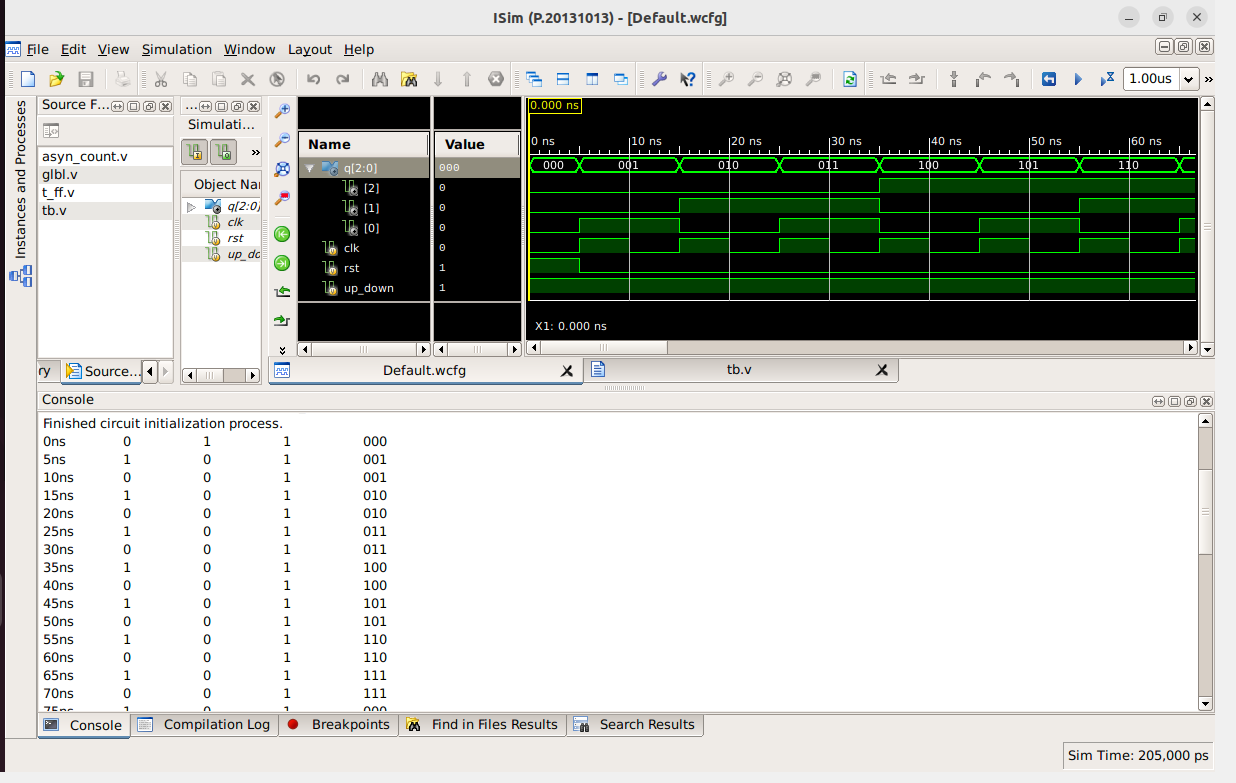 ISim (P.20131013) - [Default.wcfg]
File Edit View Simulation Window Layout Help
1.00us
»
Instances and Processes
Source F...
asyn_count.v
glbl.v
t_ff.v
tb.v
ry
Source...
...
Simulati...
»
Object Nar
q[2:0]
clk
rst
up_do
Name Value
q[2:0] 000
[2] 0
[1] 0
[0] 0
clk 0
rst 1
up_down 1
0.000 ns
0 ns 10 ns 20 ns 30 ns 40 ns 50 ns 60 ns
000 001 010 011 100 101 110
X1: 0.000 ns
Default.wcfg
tb.v
Console
Finished circuit initialization process.
0ns 0 1 1 000
5ns 1 0 1 001
10ns 0 0 1 001
15ns 1 0 1 010
20ns 0 0 1 010
25ns 1 0 1 011
30ns 0 0 1 011
35ns 1 0 1 100
40ns 0 0 1 100
45ns 1 0 1 101
50ns 0 0 1 101
55ns 1 0 1 110
60ns 0 0 1 110
65ns 1 0 1 111
70ns 0 0 1 111
75ns 1 0 1 000
Console Compilation Log Breakpoints Find in Files Results Search Results
Sim Time: 205,000 ps